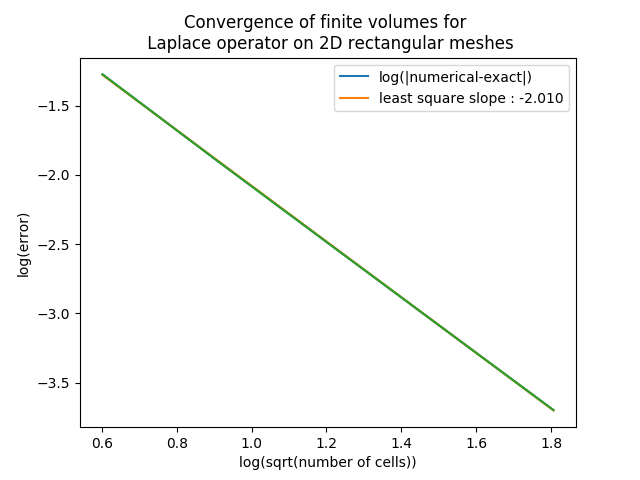 Convergence of finite volumes for
Laplace operator on 2D rectangular meshes
log(|numerical-exact|)
least square slope : -2.010
−1.5
−2.0
−2.5
−3.0
−3.5
log(error)
0.6 0.8 1.0 1.2 1.4 1.6 1.8
log(sqrt(number of cells))